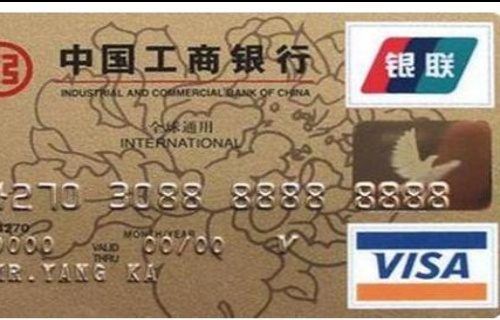 中国工商银行
银联
INDUSTRIAL AND COMMERCIAL BANK OF CHINA
全球通用
INTERNATIONAL
4270 3088 8888 8888
4270
MONTH/YEAR
0000
VALID THRU
00/00 V
MR.YANG KA
VISA